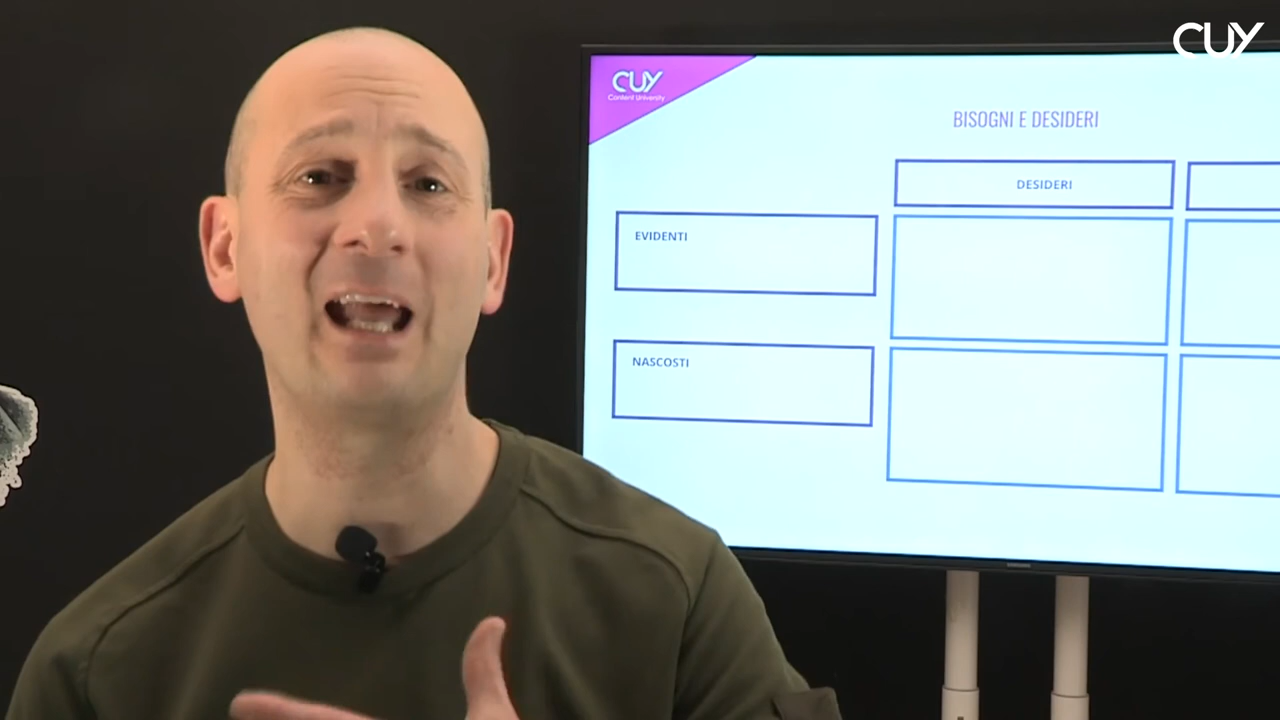 CUY
CUY
Content University
BISOGNI E DESIDERI
DESIDERI
EVIDENTI
NASCOSTI